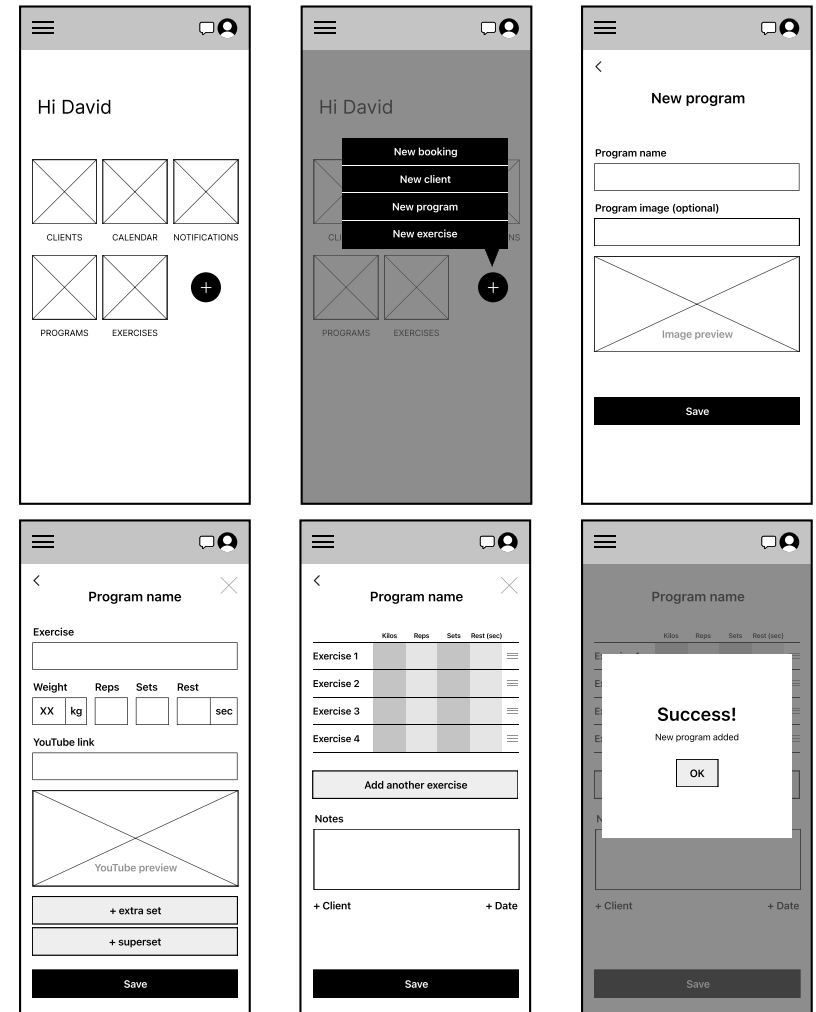 Hi David
CLIENTS CALENDAR NOTIFICATIONS
PROGRAMS EXERCISES
Hi David
New booking
New client
New program
New exercise
CLI NS
PROGRAMS EXERCISES
New program
Program name
Program image (optional)
Image preview
Save
Program name
Exercise
Weight Reps Sets Rest
XX kg sec
YouTube link
YouTube preview
+ extra set
+ superset
Save
Program name
Kilos Reps Sets Rest (sec)
Exercise 1
Exercise 2
Exercise 3
Exercise 4
Add another exercise
Notes
+ Client + Date
Save
Program name
Kilos Reps Sets Rest (sec)
Success!
New program added
OK
+ Client + Date
Save